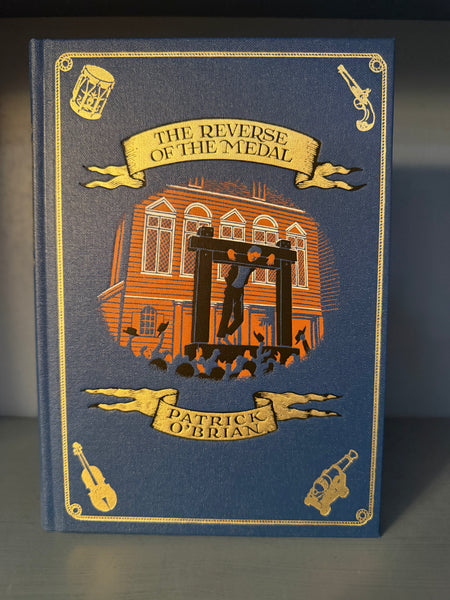 THE REVERSE
OF THE MEDAL
PATRICK
O'BRIAN